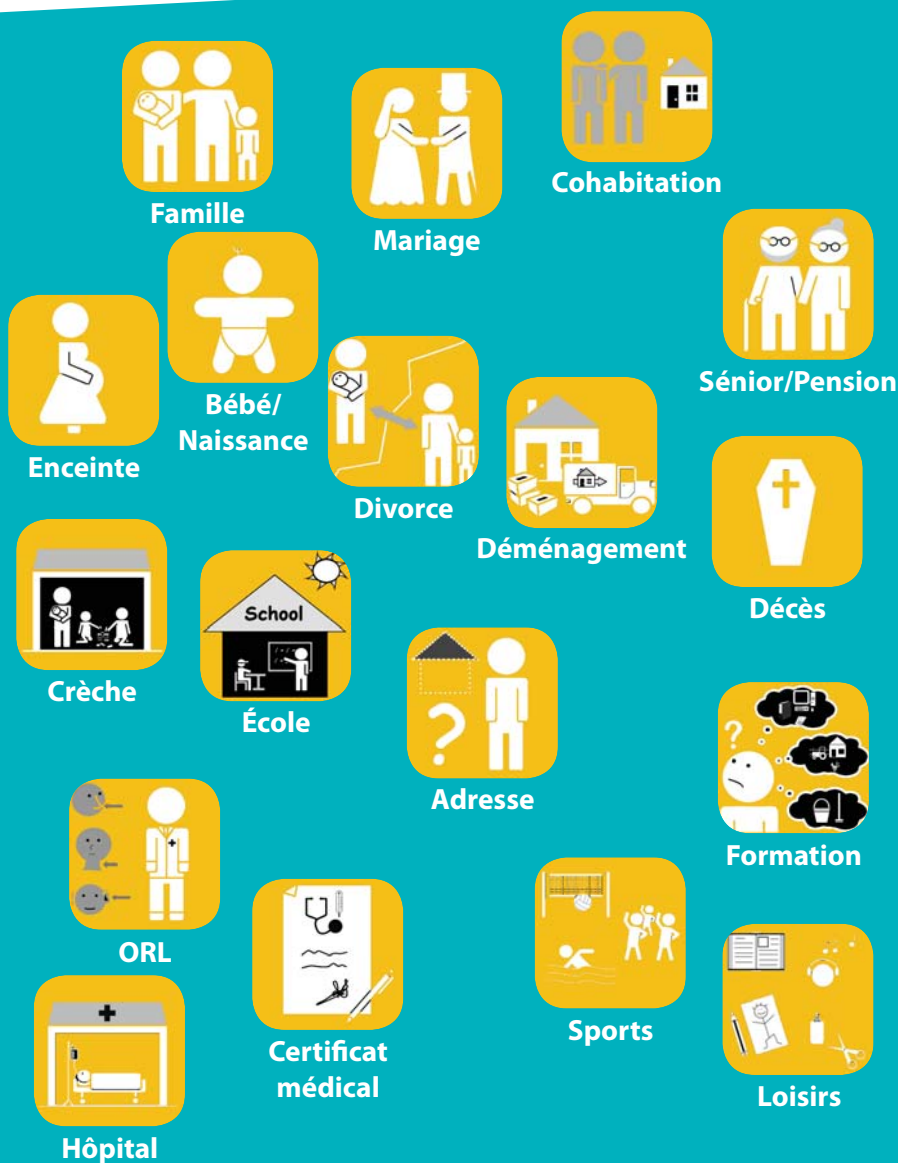 Famille
Mariage
Cohabitation
Enceinte
Bébé/
Naissance
Divorce
Déménagement
Sénior/Pension
Décès
Crèche
School
École
Adresse
?
?
Formation
ORL
Certificat
médical
Sports
Loisirs
Hôpital